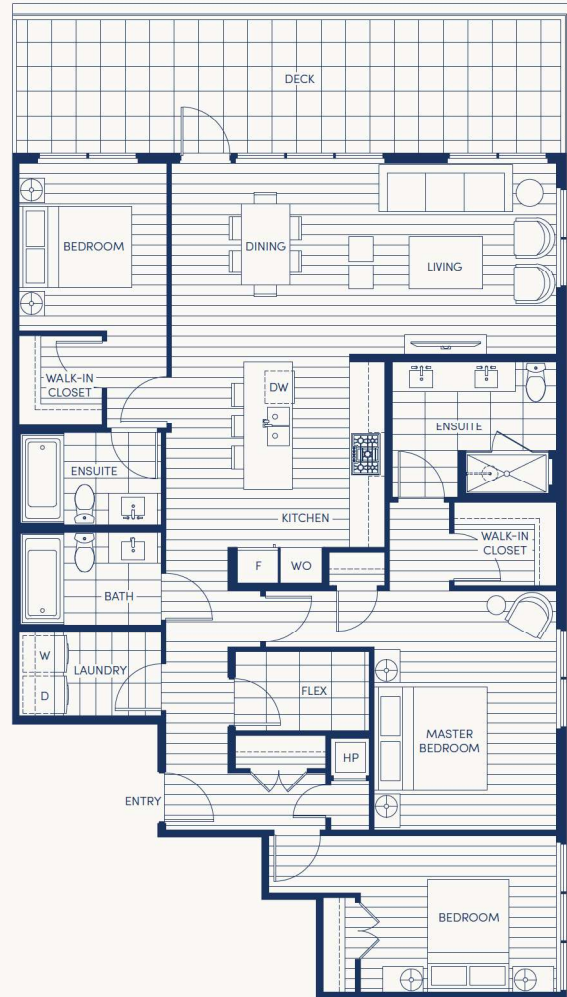 DECK
BEDROOM
DINING
LIVING
WALK-IN
CLOSET
DW
ENSUITE
ENSUITE
KITCHEN
WALK-IN
CLOSET
F
WO
BATH
W
LAUNDRY
D
FLEX
MASTER
BEDROOM
HP
ENTRY
BEDROOM